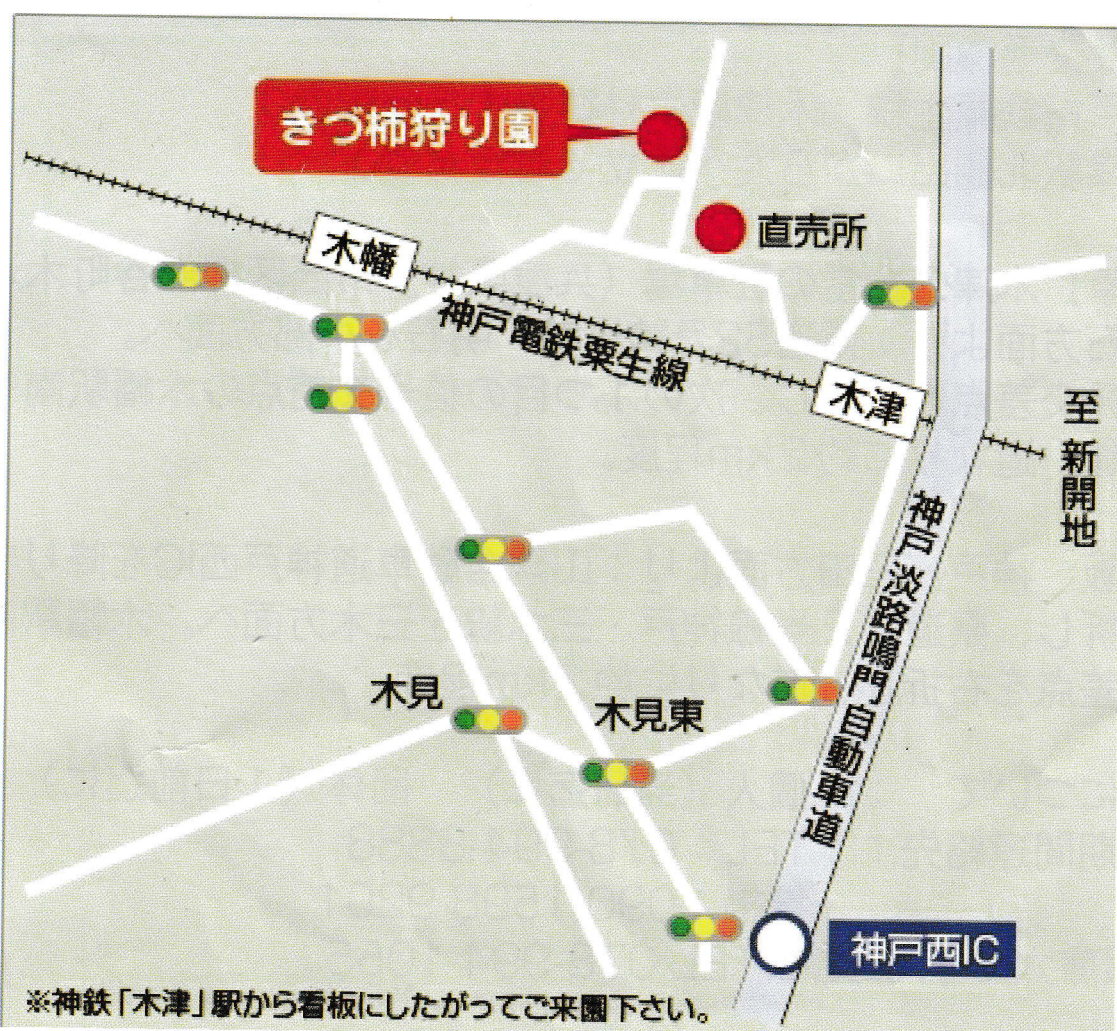 きづ柿狩り園
直売所
木幡
神戸電鉄粟生線
木津
至 新開地
神戸淡路鳴門自動車道
木見
木見東
神戸西IC
※神鉄「木津」駅から看板にしたがってご来園下さい。